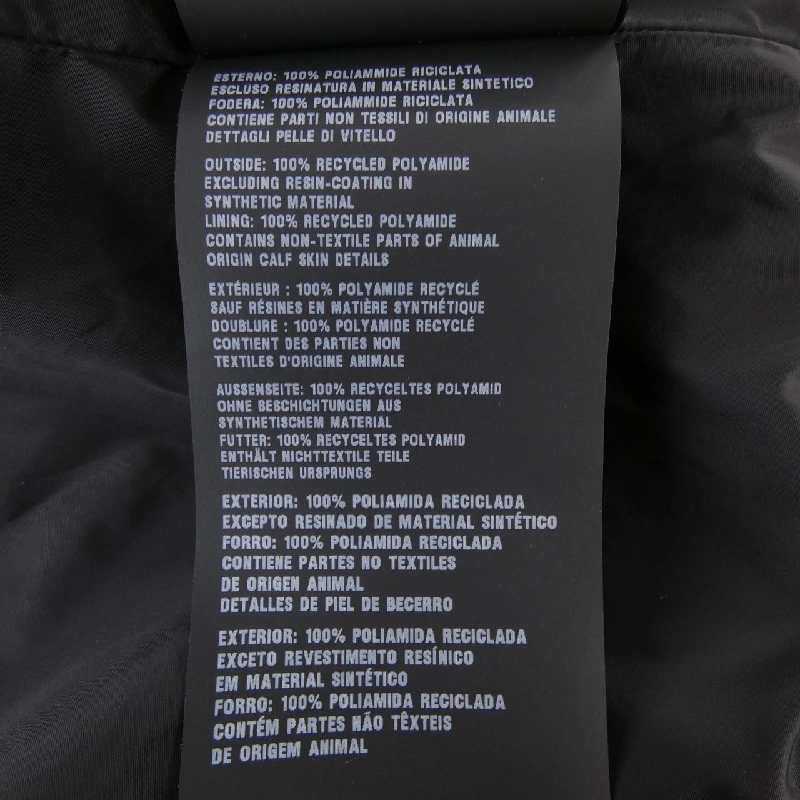 ESTERNO: 100% POLIAMMIDE RICICLATA
ESCLUSO RESINATURA IN MATERIALE SINTETICO
FODERA: 100% POLIAMMIDE RICICLATA
CONTIENE PARTI NON TESSILI DI ORIGINE ANIMALE
DETTAGLI PELLE DI VITELLO
OUTSIDE: 100% RECYCLED POLYAMIDE
EXCLUDING RESIN-COATING IN
SYNTHETIC MATERIAL
LINING: 100% RECYCLED POLYAMIDE
CONTAINS NON-TEXTILE PARTS OF ANIMAL
ORIGIN CALF SKIN DETAILS
EXTÉRIEUR : 100% POLYAMIDE RECYCLÉ
SAUF RÉSINES EN MATIÈRE SYNTHÉTIQUE
DOUBLURE : 100% POLYAMIDE RECYCLÉ
CONTIENT DES PARTIES NON
TEXTILES D'ORIGINE ANIMALE
AUSSENSEITE: 100% RECYCELTES POLYAMID
OHNE BESCHICHTUNGEN AUS
SYNTHETISCHEM MATERIAL
FUTTER: 100% RECYCELTES POLYAMID
ENTHÄLT NICHTTEXTILE TEILE
TIERISCHEN URSPRUNGS
EXTERIOR: 100% POLIAMIDA RECICLADA
EXCEPTO RESINADO DE MATERIAL SINTÉTICO
FORRO: 100% POLIAMIDA RECICLADA
CONTIENE PARTES NO TEXTILES
DE ORIGEN ANIMAL
DETALLES DE PIEL DE BECERRO
EXTERIOR: 100% POLIAMIDA RECICLADA
EXCETO REVESTIMENTO RESÍNICO
EM MATERIAL SINTÉTICO
FORRO: 100% POLIAMIDA RECICLADA
CONTÉM PARTES NÃO TÊXTEIS
DE ORIGEM ANIMAL